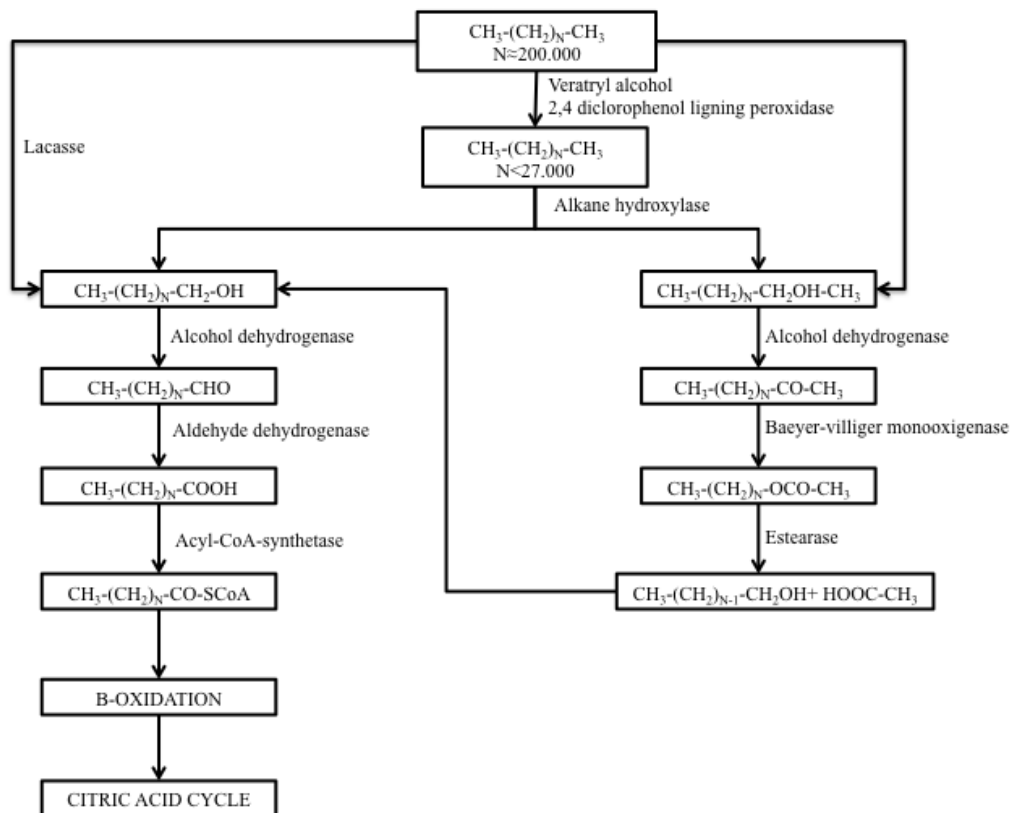 CH₃-(CH₂)ₙ-CH₃
N≈200.000
Veratryl alcohol
2,4 diclorophenol ligning peroxidase
Lacasse
CH₃-(CH₂)ₙ-CH₃
N<27.000
Alkane hydroxylase
CH₃-(CH₂)ₙ-CH₂-OH
CH₃-(CH₂)ₙ-CH₂OH-CH₃
Alcohol dehydrogenase
Alcohol dehydrogenase
CH₃-(CH₂)ₙ-CHO
CH₃-(CH₂)ₙ-CO-CH₃
Aldehyde dehydrogenase
Baeyer-villiger monooxigenase
CH₃-(CH₂)ₙ-COOH
CH₃-(CH₂)ₙ-OCO-CH₃
Acyl-CoA-synthetase
Estearase
CH₃-(CH₂)ₙ-CO-SCoA
CH₃-(CH₂)ₙ₋₁-CH₂OH+ HOOC-CH₃
B-OXIDATION
CITRIC ACID CYCLE